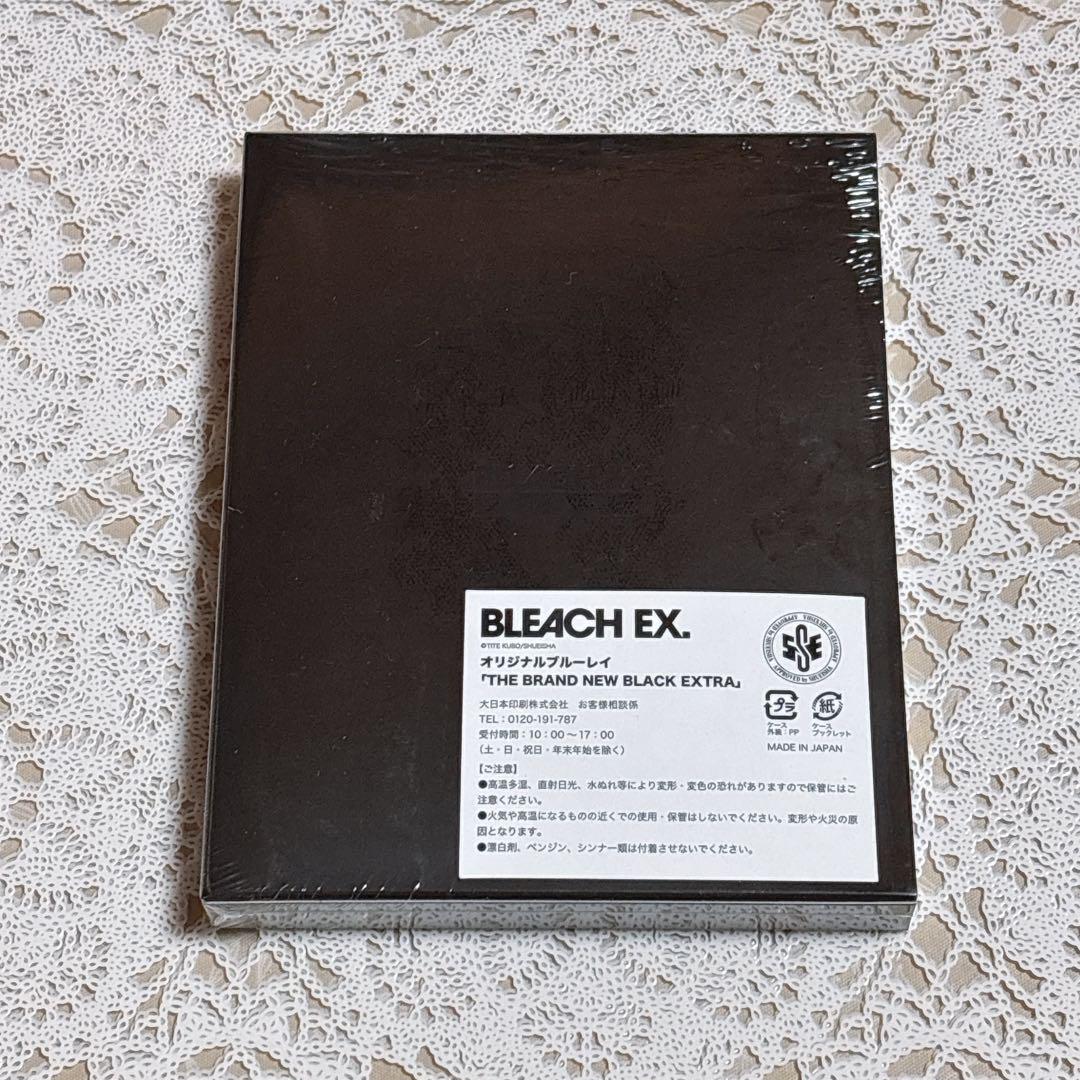 BLEACH EX.
©TITE KUBO/SHUEISHA
オリジナルブルーレイ
「THE BRAND NEW BLACK EXTRA」
大日本印刷株式会社　お客様相談係
TEL：0120-191-787
受付時間：10：00～17：00
（土・日・祝日・年末年始を除く）
【ご注意】
●高温多湿、直射日光、水ぬれ等により変形・変色の恐れがありますので保管にはご
注意ください。
●火気や高温になるものの近くでの使用・保管はしないでください。変形や火災の原
因となります。
●漂白剤、ベンジン、シンナー類は付着させないでください。
SSE
APPROVED by SHUEISHA
プラ
ケース
外装：PP
紙
ケース
ブックレット
MADE IN JAPAN